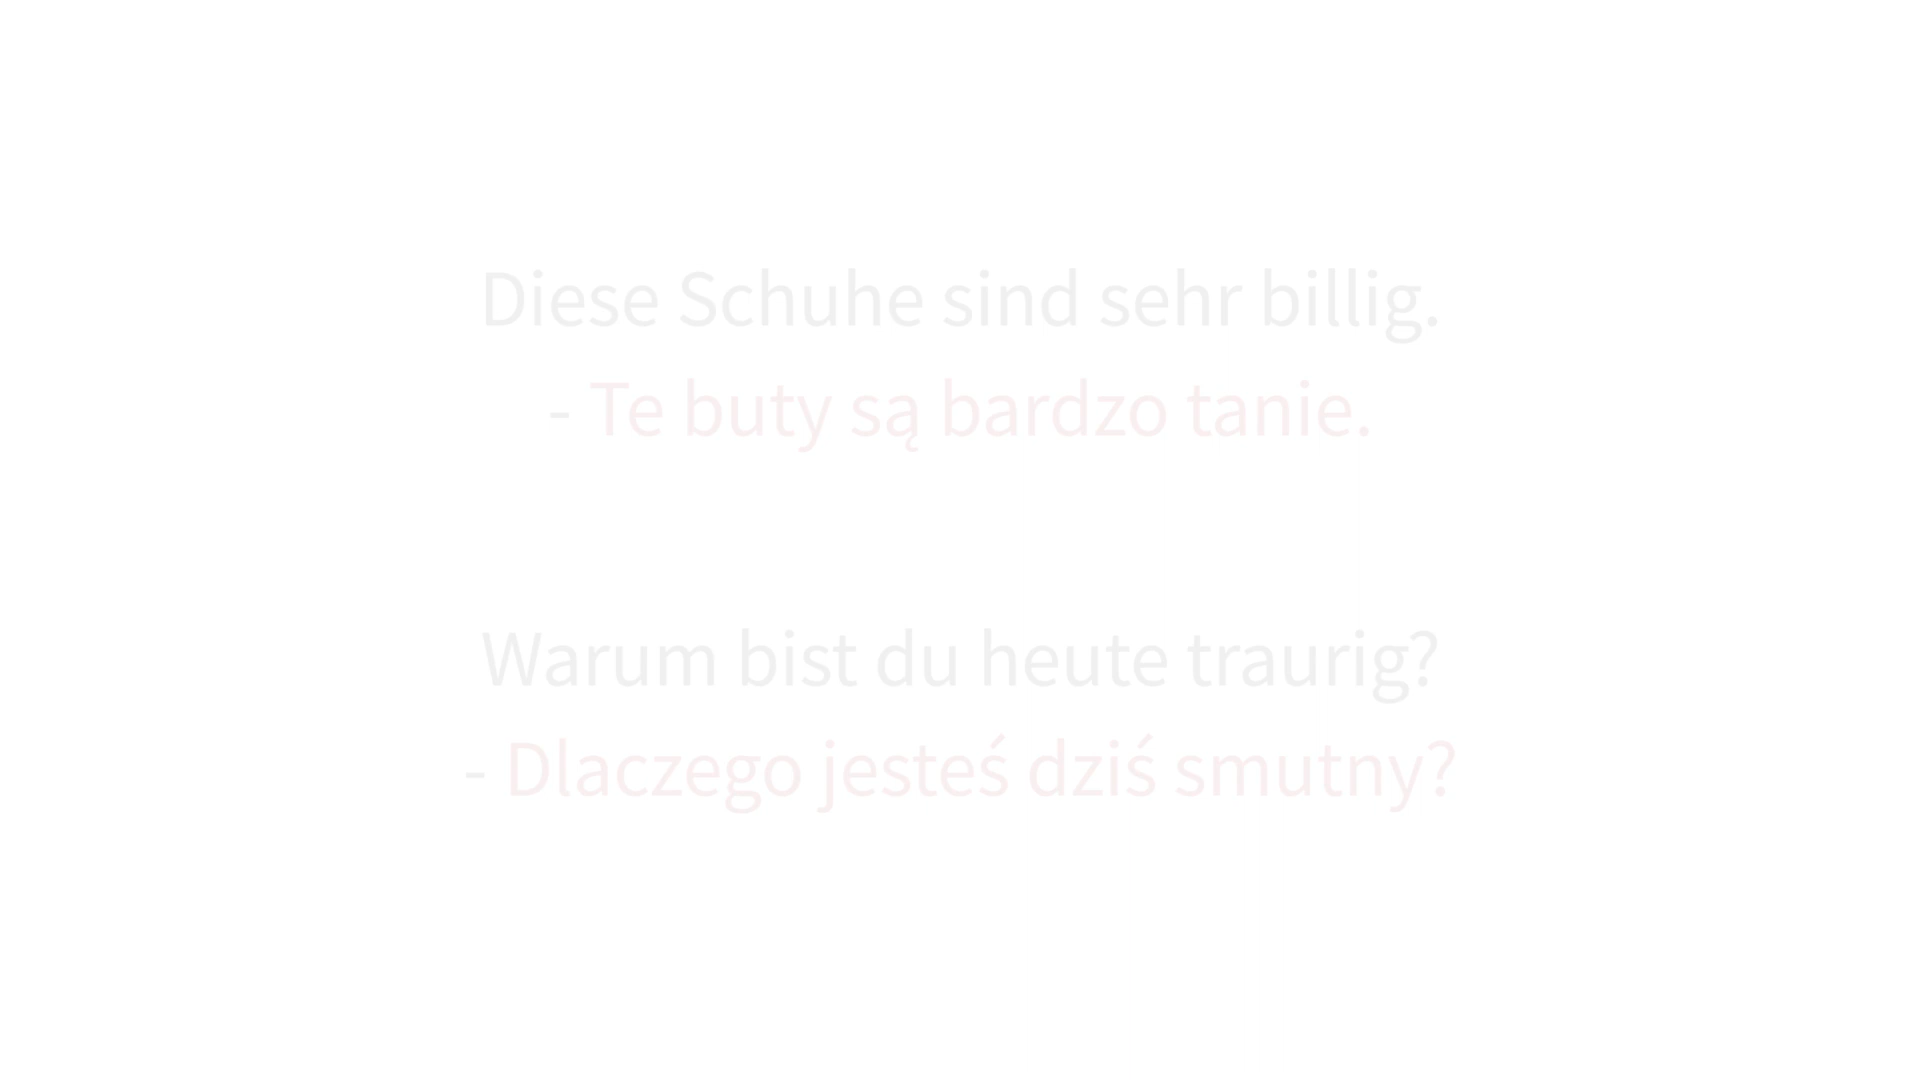 Diese Schuhe sind sehr billig.
- Te buty są bardzo tanie.
Warum bist du heute traurig?
- Dlaczego jesteś dziś smutny?